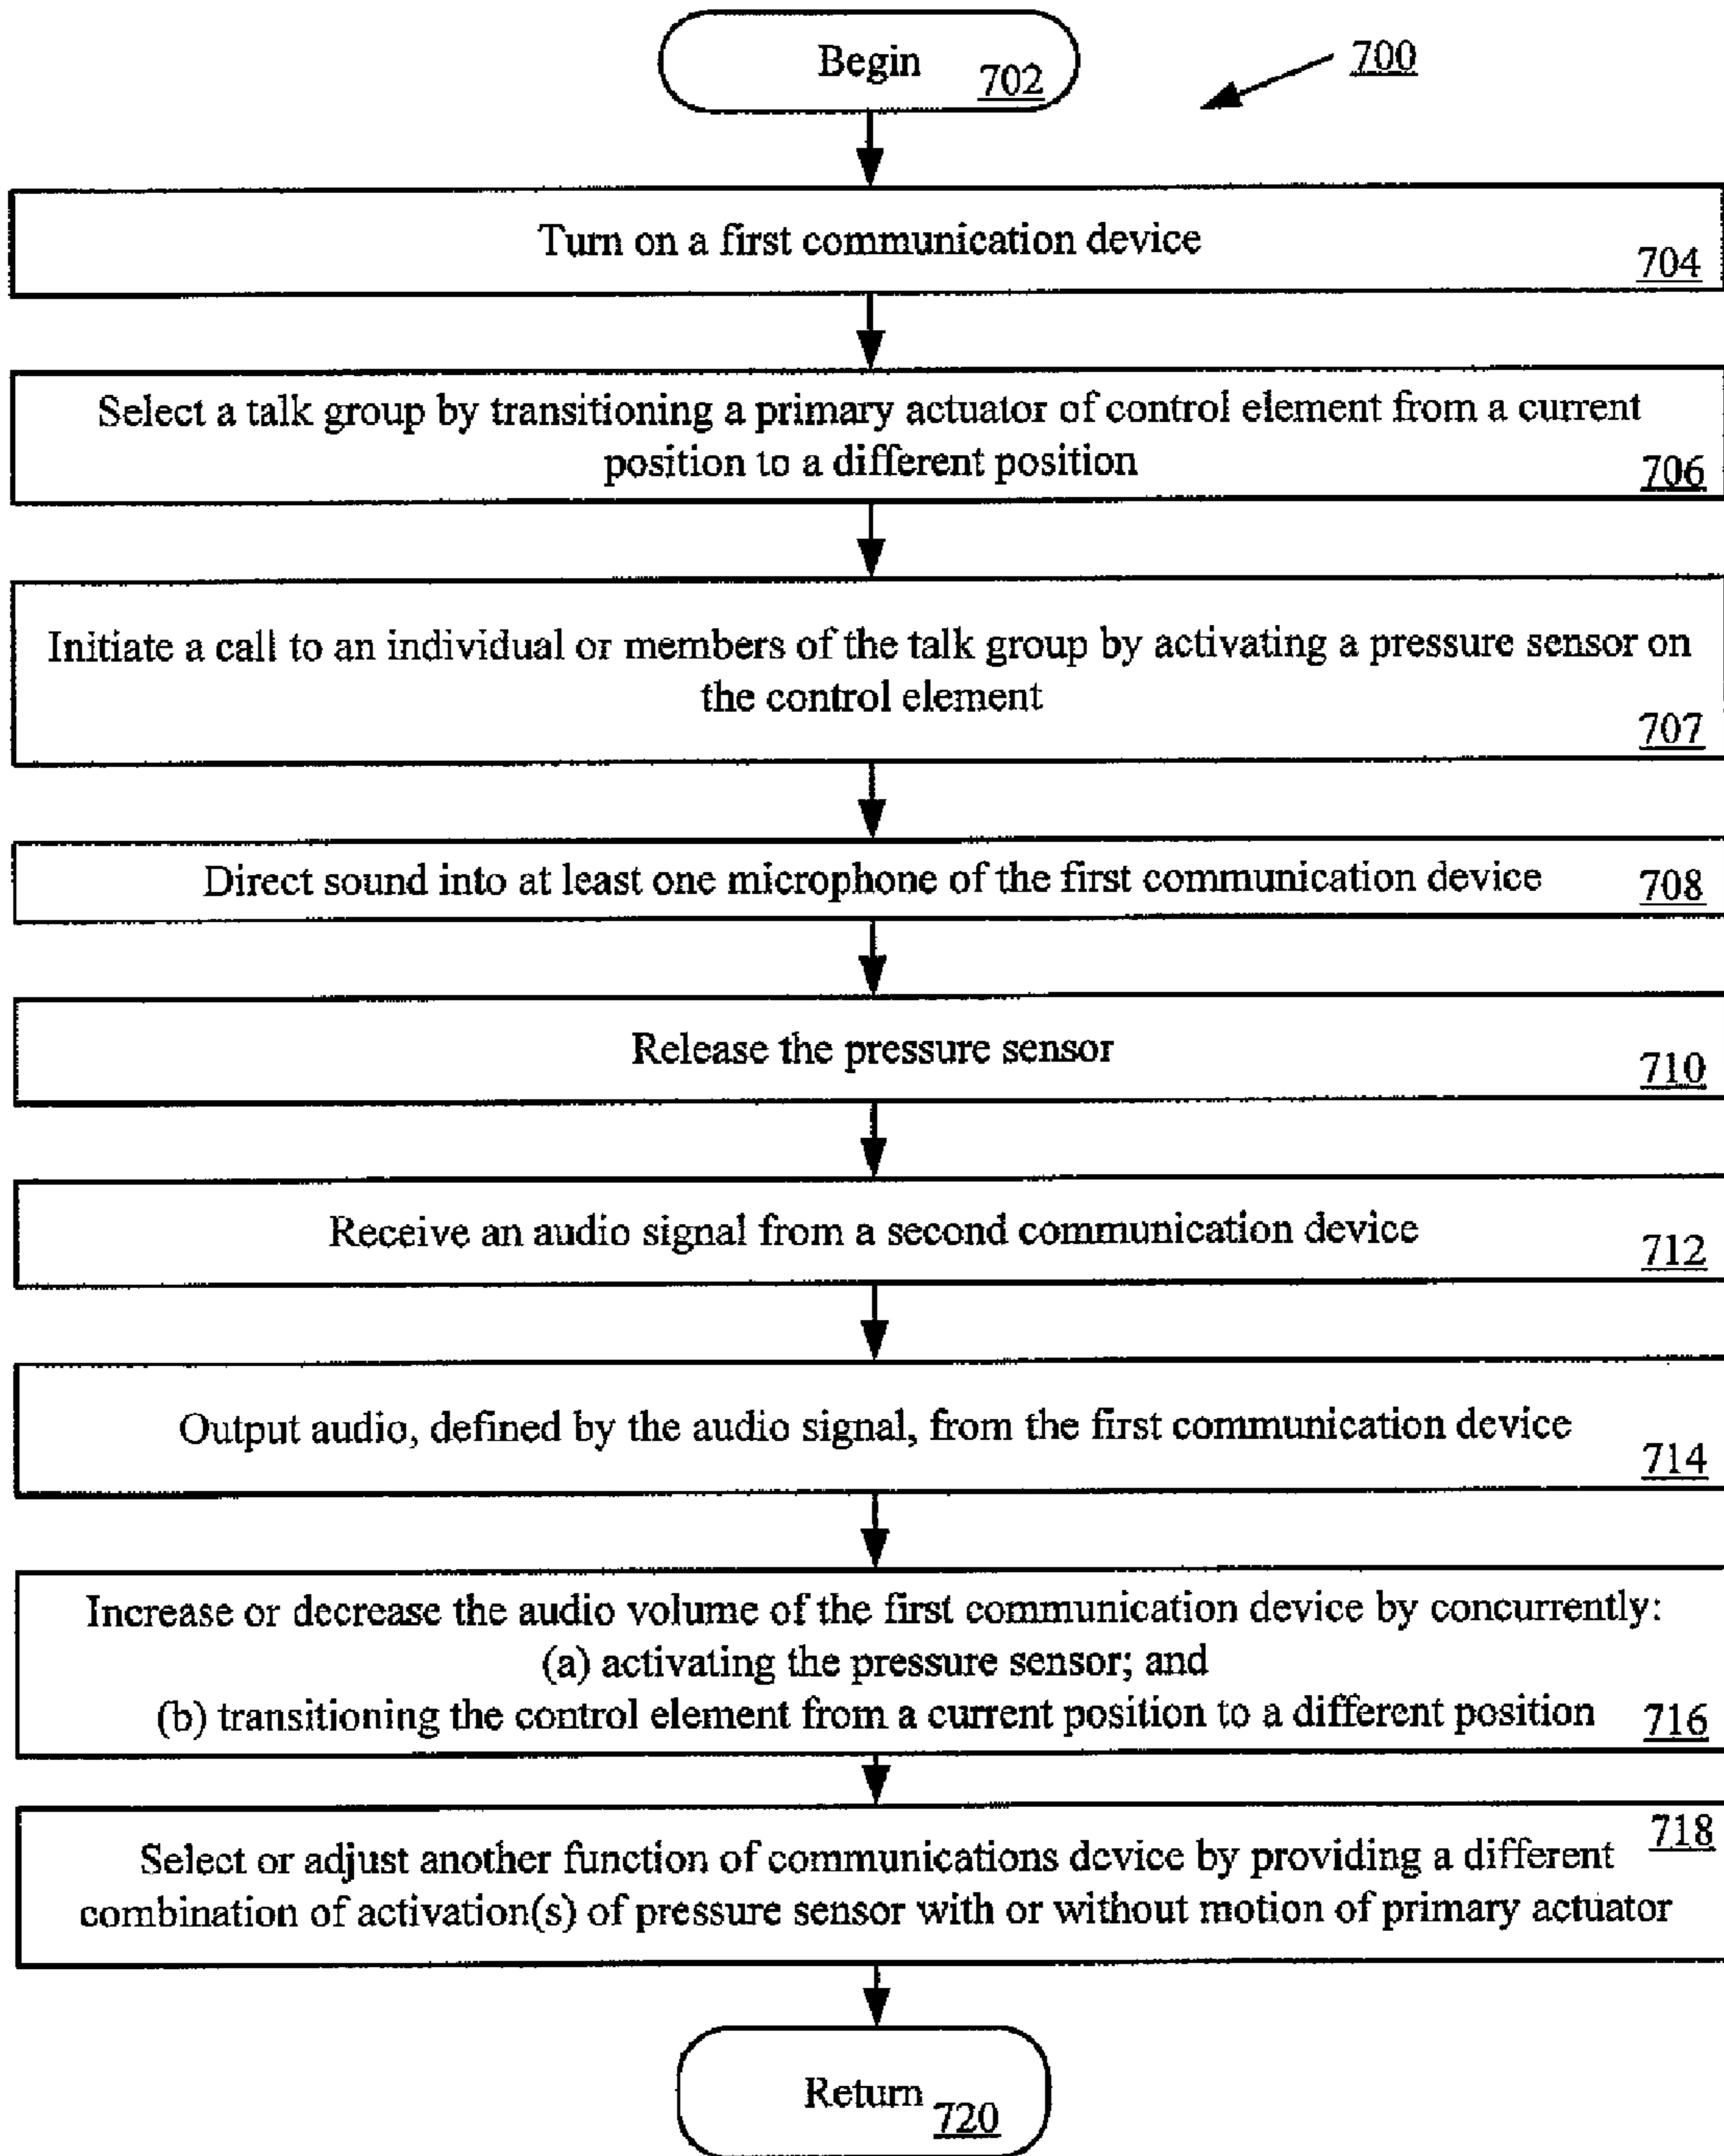 Begin 702
700
Turn on a first communication device
704
Select a talk group by transitioning a primary actuator of control element from a current
position to a different position
706
Initiate a call to an individual or members of the talk group by activating a pressure sensor on
the control element
707
Direct sound into at least one microphone of the first communication device 708
Release the pressure sensor
710
Receive an audio signal from a second communication device
712
Output audio, defined by the audio signal, from the first communication device
714
Increase or decrease the audio volume of the first communication device by concurrently:
(a) activating the pressure sensor; and
(b) transitioning the control element from a current position to a different position 716
718
Select or adjust another function of communications device by providing a different
combination of activation(s) of pressure sensor with or without motion of primary actuator
Return 720